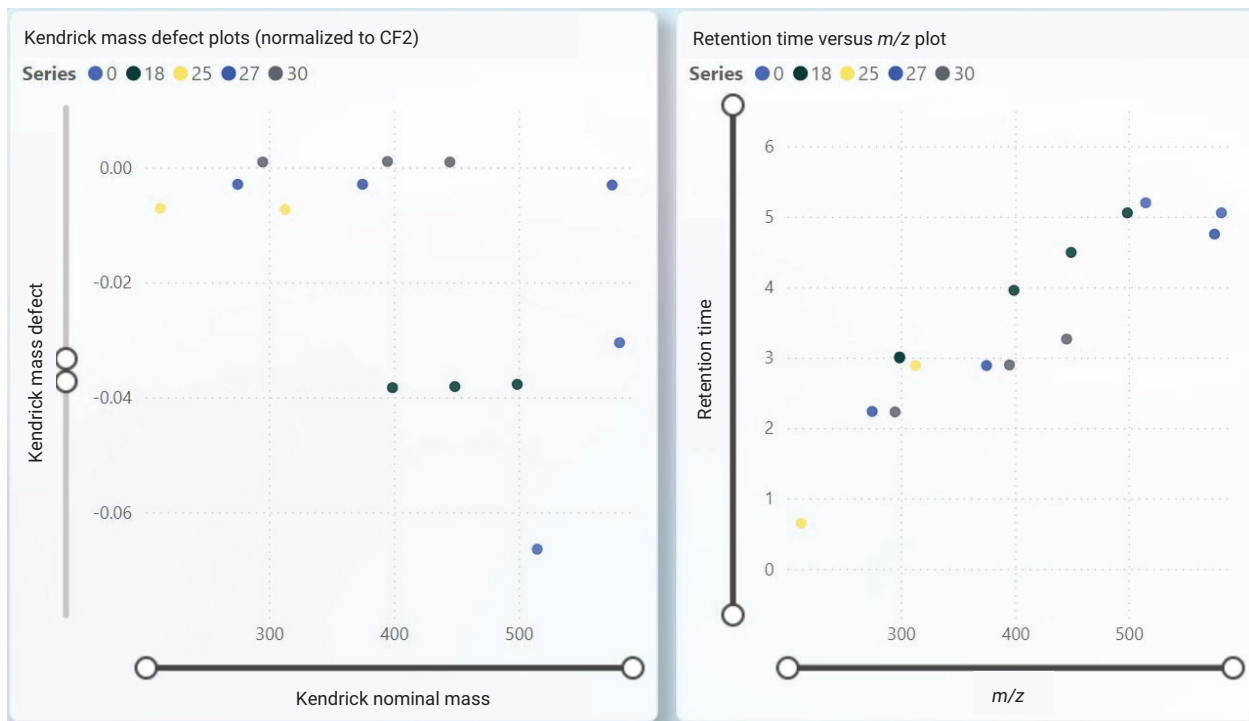 Kendrick mass defect plots (normalized to CF2)
Series 0 18 25 27 30
0.00
-0.02
-0.04
-0.06
Kendrick mass defect
300 400 500
Kendrick nominal mass
Retention time versus m/z plot
Series 0 18 25 27 30
6
5
4
3
2
1
0
Retention time
300 400 500
m/z